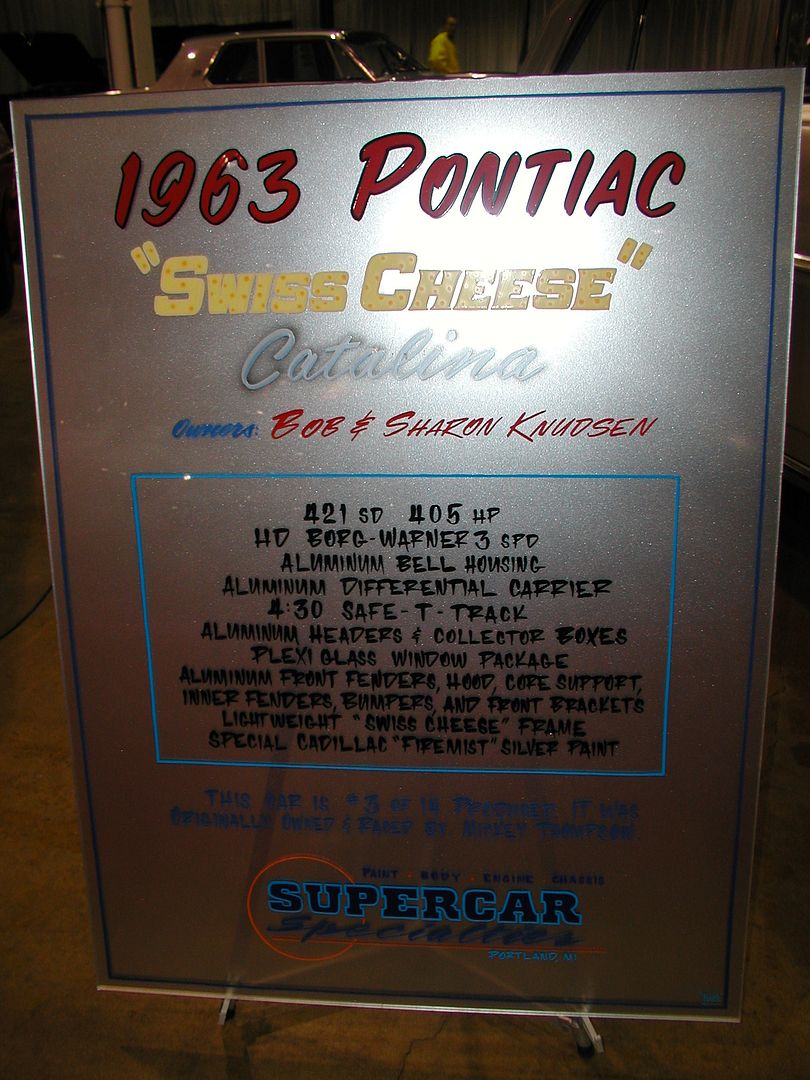 1963 PONTIAC
"SWISS CHEESE"
Catalina
Owners: BOB & SHARON KNUDSEN
421 SD 405 HP
HD BORG-WARNER 3 SPD
ALUMINUM BELL HOUSING
ALUMINUM DIFFERENTIAL CARRIER
4:30 SAFE-T-TRACK
ALUMINUM HEADERS & COLLECTOR BOXES
PLEXI GLASS WINDOW PACKAGE
ALUMINUM FRONT FENDERS, HOOD, CORE SUPPORT,
INNER FENDERS, BUMPERS, AND FRONT BRACKETS
LIGHTWEIGHT "SWISS CHEESE" FRAME
SPECIAL CADILLAC "FIREMIST" SILVER PAINT
THIS CAR IS #3 OF 14 PRODUCED. IT WAS
ORIGINALLY OWNED & RACED BY MICKEY THOMPSON.
PAINT · BODY · ENGINE · CHASSIS
SUPERCAR
Specialties
PORTLAND, MI